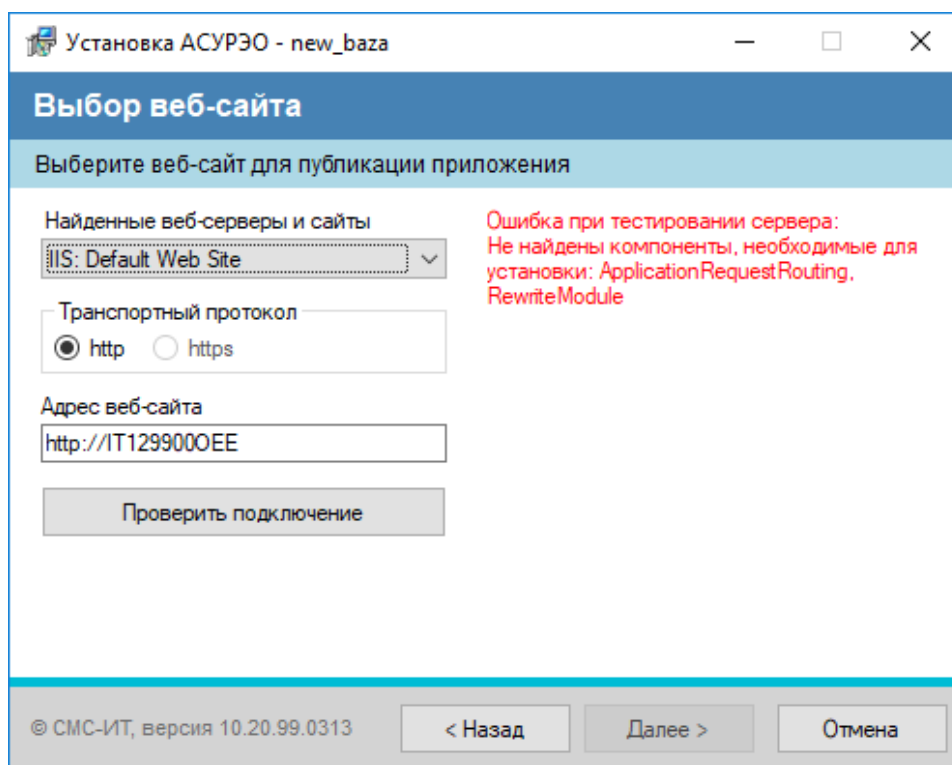 Установка АСУРЭО - new_baza
Выбор веб-сайта
Выберите веб-сайт для публикации приложения
Найденные веб-серверы и сайты
IIS: Default Web Site
Транспортный протокол
http
https
Адрес веб-сайта
http://IT129900OEE
Проверить подключение
Ошибка при тестировании сервера:
Не найдены компоненты, необходимые для
установки: ApplicationRequestRouting,
RewriteModule
© СМС-ИТ, версия 10.20.99.0313
< Назад
Далее >
Отмена